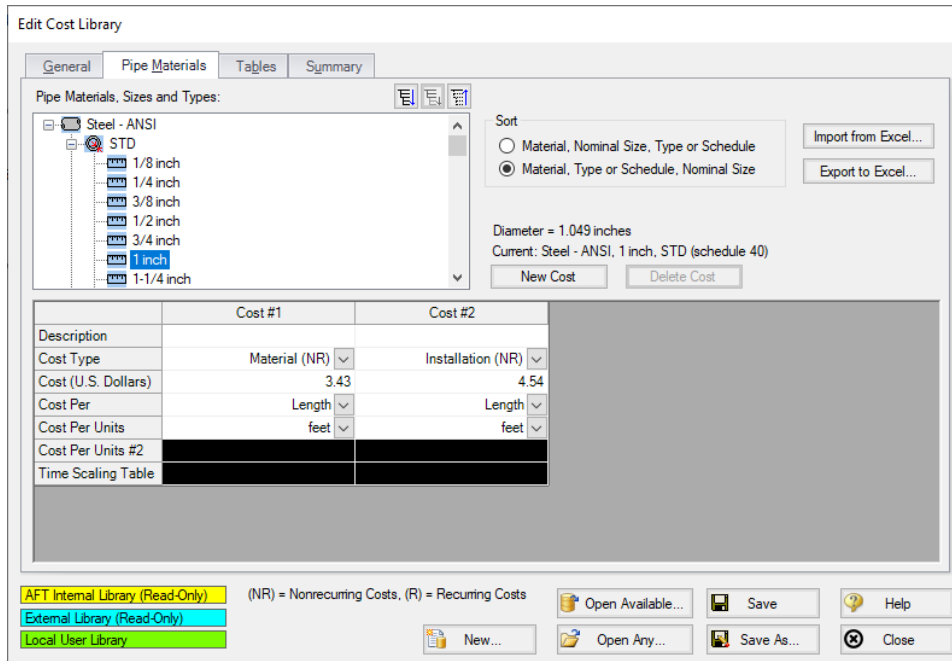 Edit Cost Library
General Pipe Materials Tables Summary
Pipe Materials, Sizes and Types:
Steel - ANSI
STD
1/8 inch
1/4 inch
3/8 inch
1/2 inch
3/4 inch
1 inch
1-1/4 inch
Sort
Material, Nominal Size, Type or Schedule
Material, Type or Schedule, Nominal Size
Import from Excel...
Export to Excel...
Diameter = 1.049 inches
Current: Steel - ANSI, 1 inch, STD (schedule 40)
New Cost Delete Cost
Cost #1 Cost #2
Description
Cost Type Material (NR) Installation (NR)
Cost (U.S. Dollars) 3.43 4.54
Cost Per Length Length
Cost Per Units feet feet
Cost Per Units #2
Time Scaling Table
AFT Internal Library (Read-Only)
External Library (Read-Only)
Local User Library
(NR) = Nonrecurring Costs, (R) = Recurring Costs
Open Available... Save Help
New... Open Any... Save As... Close